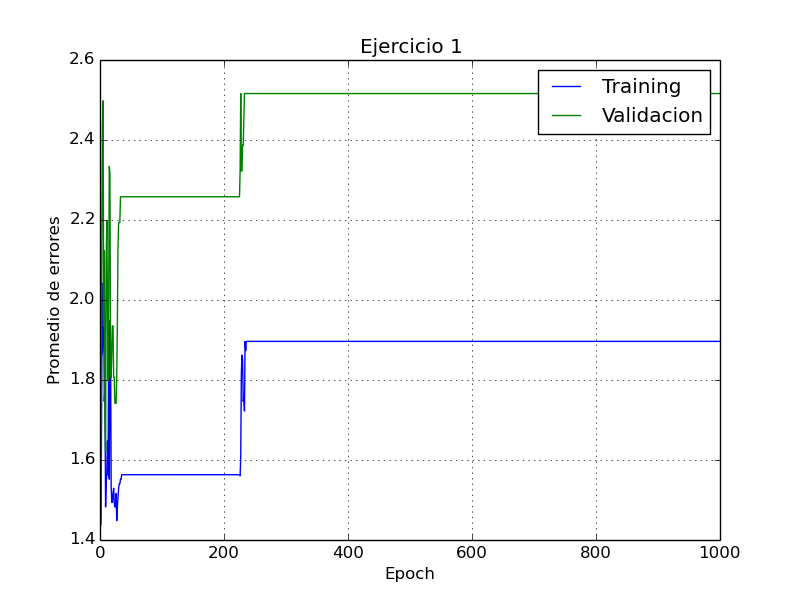 Ejercicio 1
2.6
2.4
2.2
2.0
1.8
1.6
1.4
Promedio de errores
Training
Validacion
0 200 400 600 800 1000
Epoch